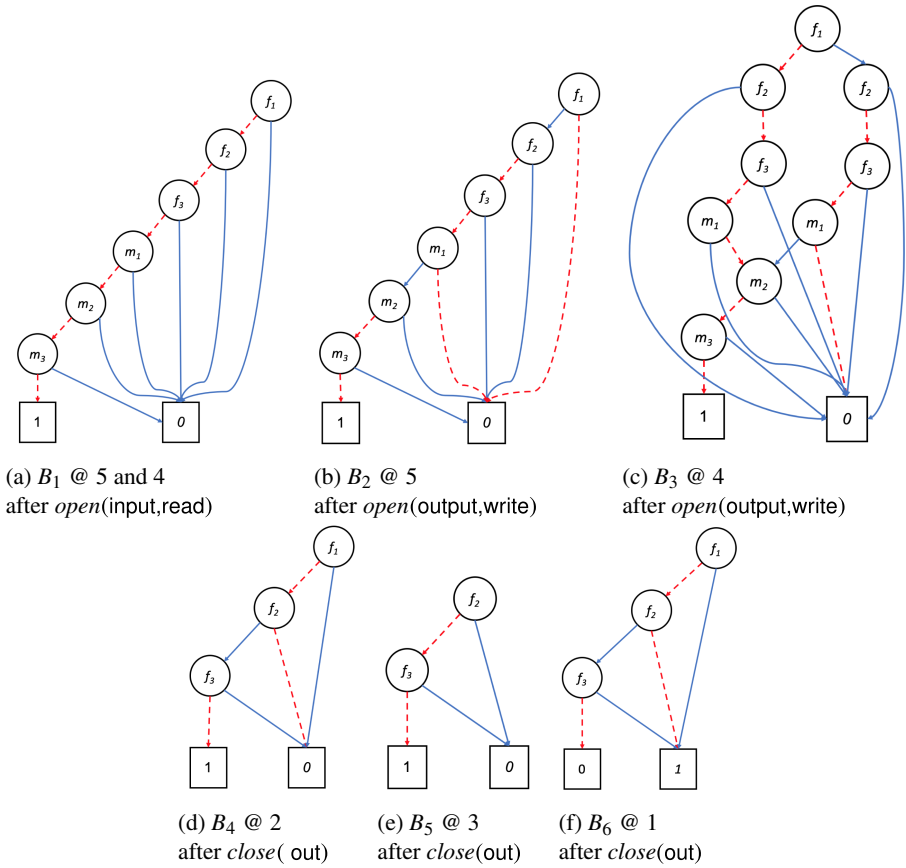 f1
f1
f1
f2
f2
f2
f2
f3
f3
f3
f3
m1
m1
m1
m1
m2
m2
m2
m3
m3
m3
1
0
1
0
1
0
(a) B1 @ 5 and 4
after open(input,read)
(b) B2 @ 5
after open(output,write)
(c) B3 @ 4
after open(output,write)
f1
f2
f3
1
0
f2
f3
1
0
f1
f2
f3
0
1
(d) B4 @ 2
after close( out)
(e) B5 @ 3
after close(out)
(f) B6 @ 1
after close(out)